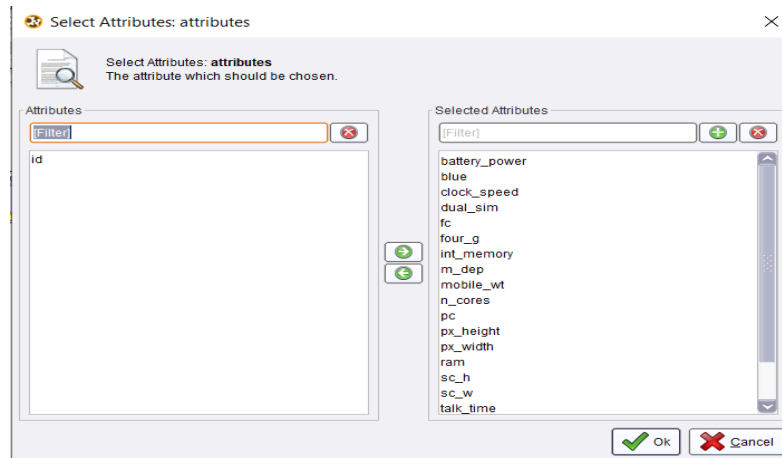 Select Attributes: attributes
Select Attributes: attributes
The attribute which should be chosen.
Attributes
[Filter]
id
Selected Attributes
[Filter]
battery_power
blue
clock_speed
dual_sim
fc
four_g
int_memory
m_dep
mobile_wt
n_cores
pc
px_height
px_width
ram
sc_h
sc_w
talk_time
Ok
Cancel